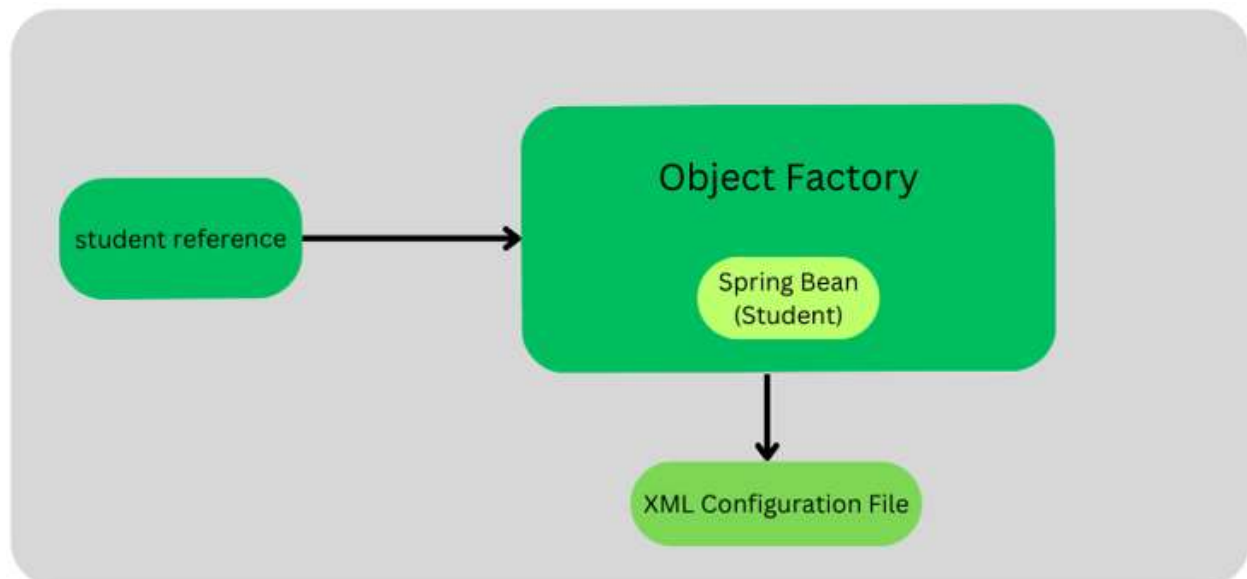 Object Factory
student reference
Spring Bean
(Student)
XML Configuration File